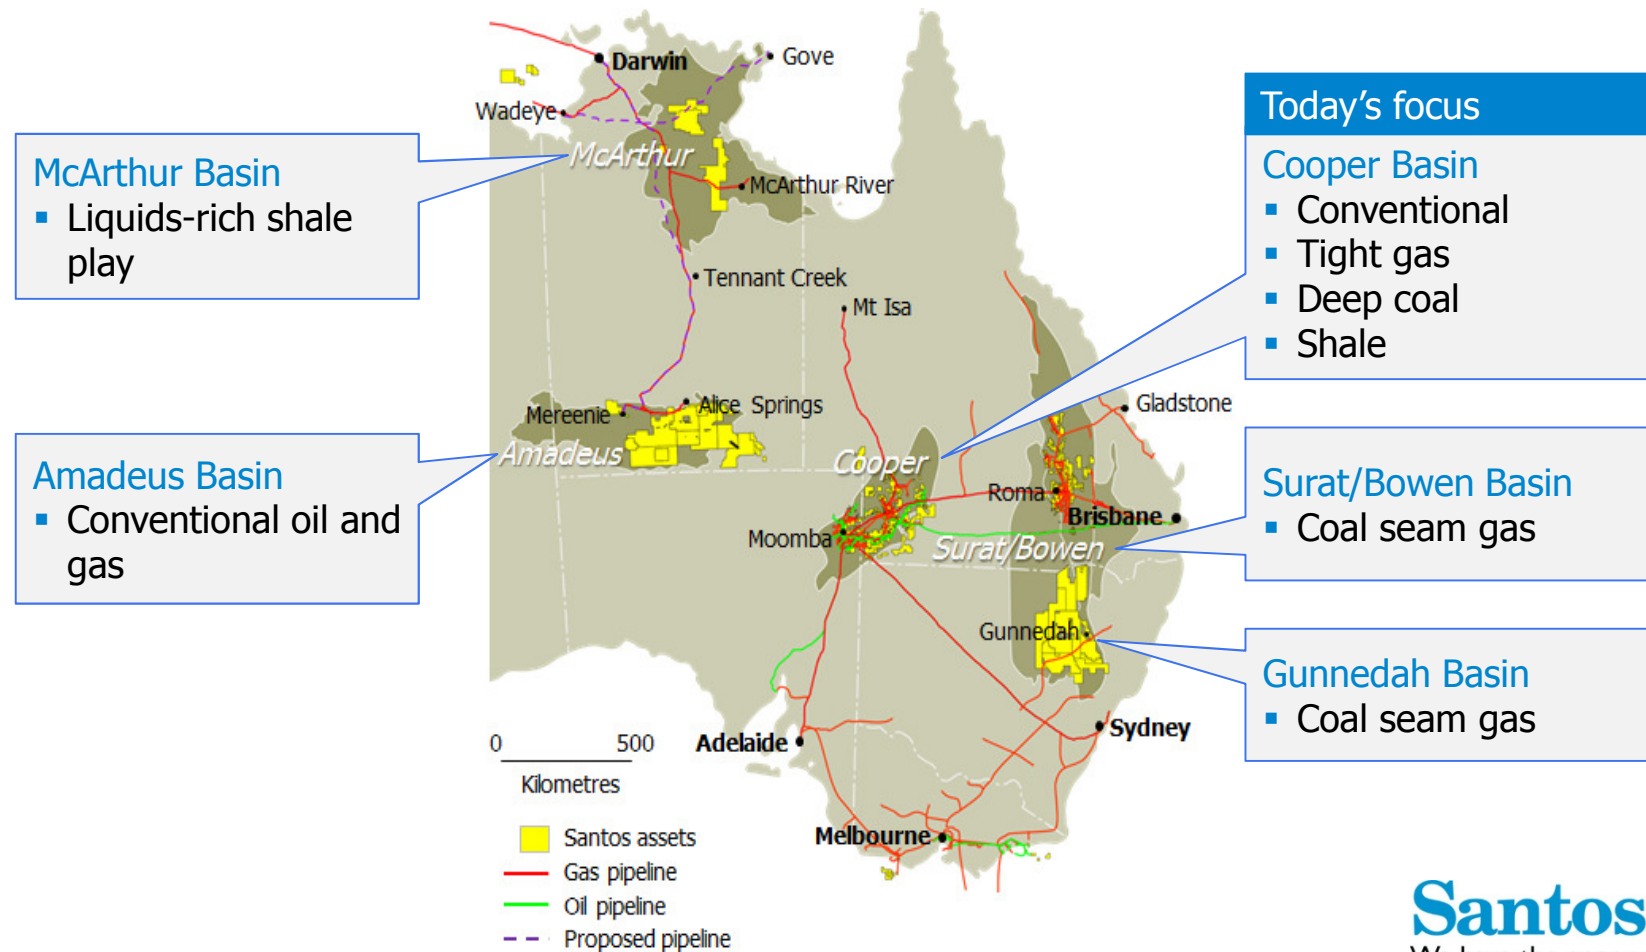 Darwin
Gove
Wadeye
McArthur
McArthur River
Tennant Creek
Mt Isa
Mereenie
Alice Springs
Amadeus
Cooper
Gladstone
Roma
Brisbane
Moomba
Surat/Bowen
Gunnedah
Sydney
Adelaide
Melbourne
McArthur Basin
▪ Liquids-rich shale
play
Amadeus Basin
▪ Conventional oil and
gas
Today's focus
Cooper Basin
▪ Conventional
▪ Tight gas
▪ Deep coal
▪ Shale
Surat/Bowen Basin
▪ Coal seam gas
Gunnedah Basin
▪ Coal seam gas
0 500
Kilometres
Santos assets
Gas pipeline
Oil pipeline
Proposed pipeline
Santos